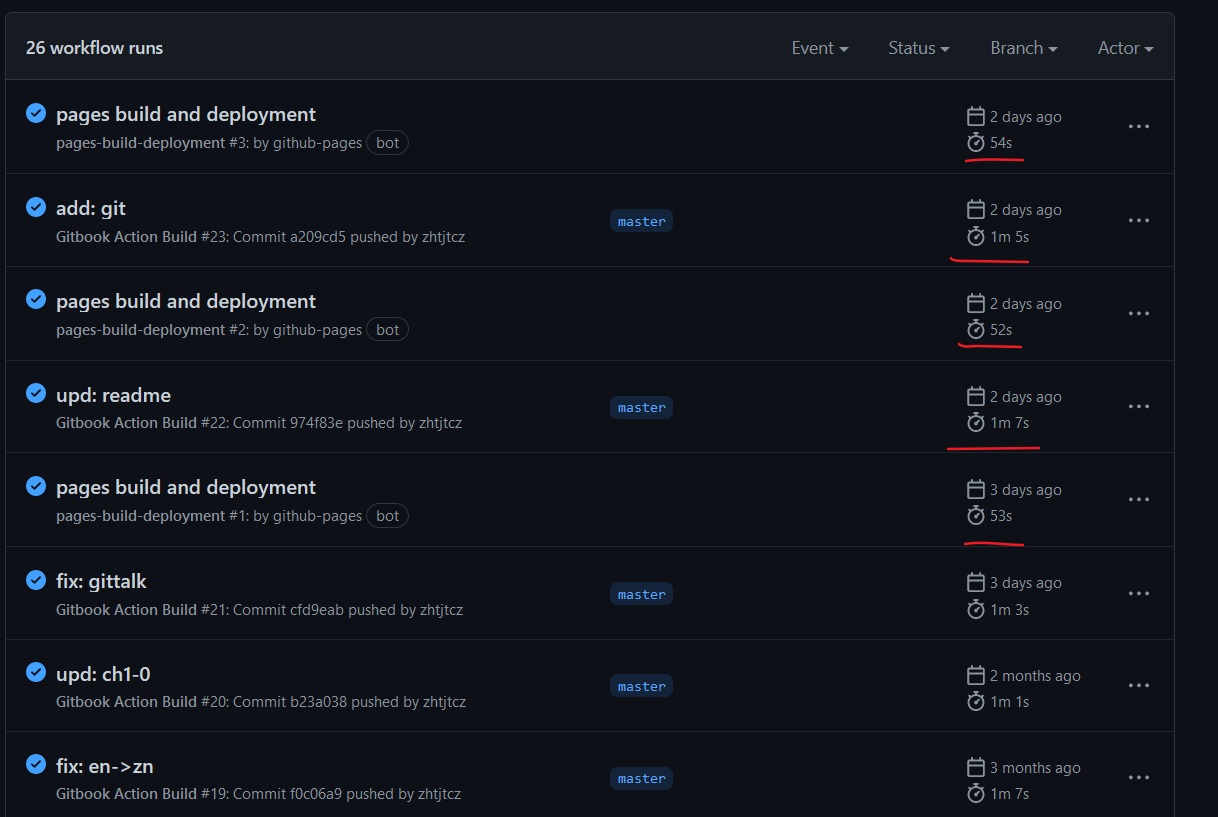 26 workflow runs Event Status Branch Actor
pages build and deployment
2 days ago
pages-build-deployment #3: by github-pages bot
54s
add: git
master
2 days ago
Gitbook Action Build #23: Commit a209cd5 pushed by zhtjtcz
1m 5s
pages build and deployment
2 days ago
pages-build-deployment #2: by github-pages bot
52s
upd: readme
master
2 days ago
Gitbook Action Build #22: Commit 974f83e pushed by zhtjtcz
1m 7s
pages build and deployment
3 days ago
pages-build-deployment #1: by github-pages bot
53s
fix: gittalk
master
3 days ago
Gitbook Action Build #21: Commit cfd9eab pushed by zhtjtcz
1m 3s
upd: ch1-0
master
2 months ago
Gitbook Action Build #20: Commit b23a038 pushed by zhtjtcz
1m 1s
fix: en->zn
master
3 months ago
Gitbook Action Build #19: Commit f0c06a9 pushed by zhtjtcz
1m 7s